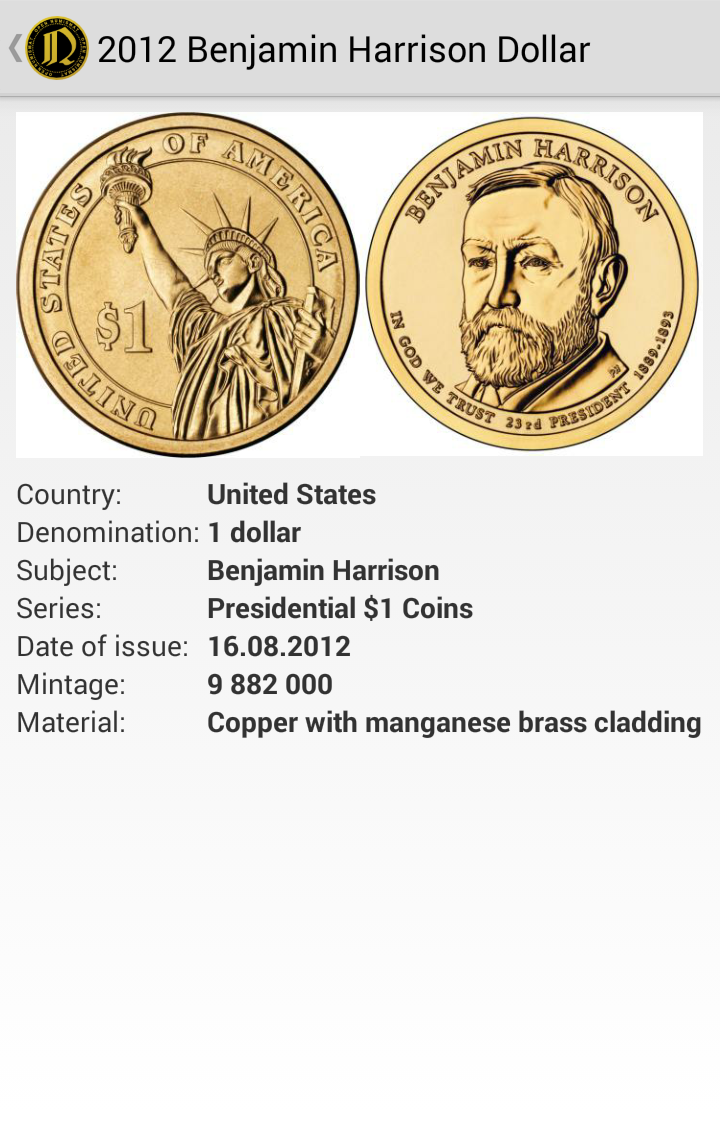 2012 Benjamin Harrison Dollar
UNITED STATES OF AMERICA
$1
BENJAMIN HARRISON
IN GOD WE TRUST 23rd PRESIDENT 1889-1893
Country: United States
Denomination: 1 dollar
Subject: Benjamin Harrison
Series: Presidential $1 Coins
Date of issue: 16.08.2012
Mintage: 9 882 000
Material: Copper with manganese brass cladding